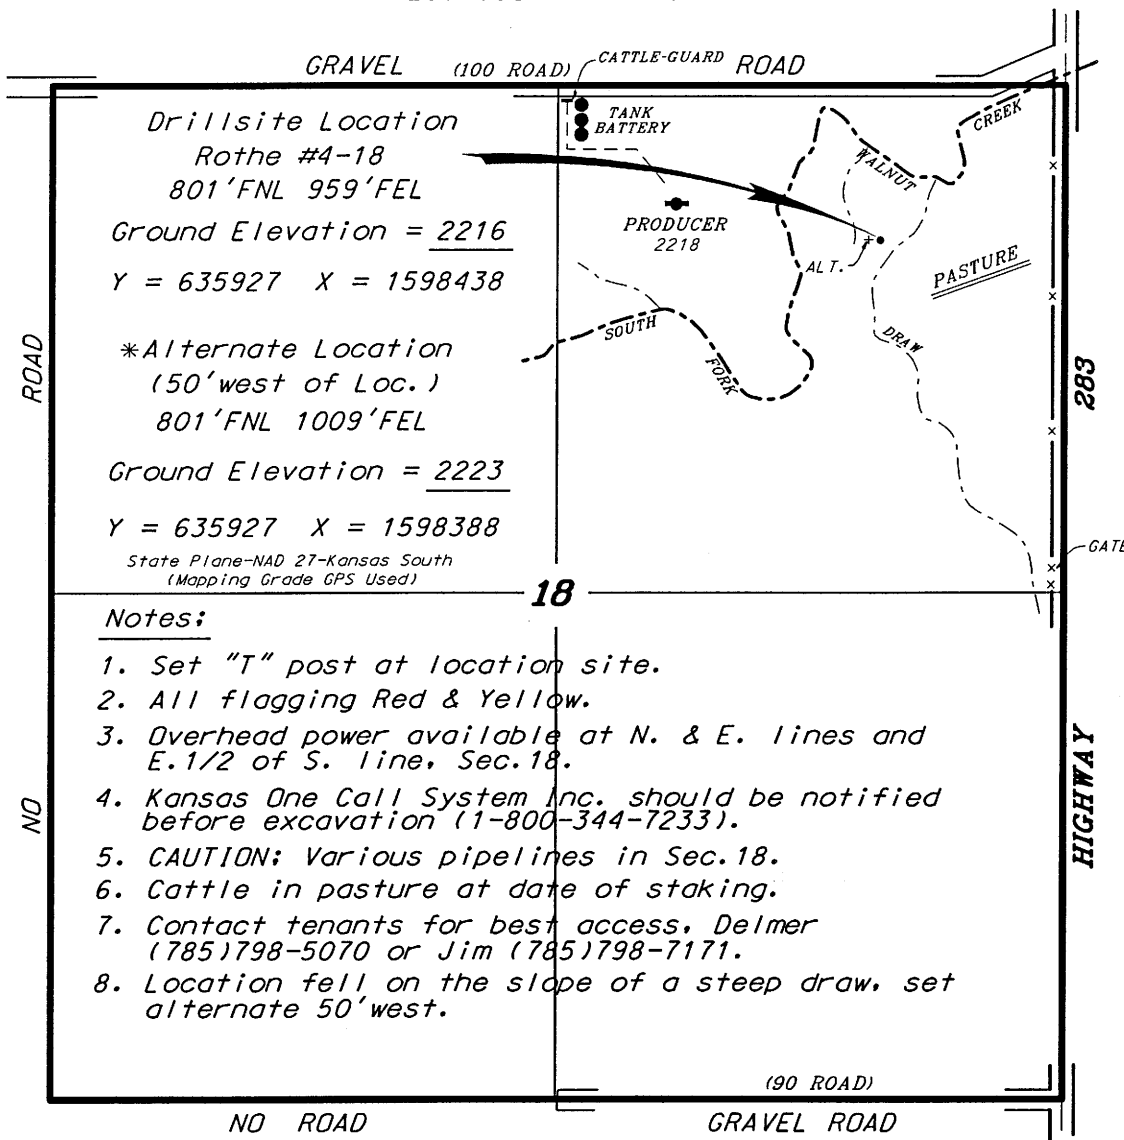 GRAVEL (100 ROAD) ROAD
CATTLE-GUARD
Drillsite Location
Rothe #4-18
801'FNL 959'FEL
Ground Elevation = 2216
Y = 635927 X = 1598438
*Alternate Location
(50'west of Loc.)
801'FNL 1009'FEL
Ground Elevation = 2223
Y = 635927 X = 1598388
State Plane-NAD 27-Kansas South
(Mapping Grade GPS Used)
TANK
BATTERY
PRODUCER
2218
WALNUT
CREEK
ALT.
PASTURE
SOUTH
FORK
DRAW
283
GATE
HIGHWAY
ROAD
NO
18
Notes:
1. Set "T" post at location site.
2. All flagging Red & Yellow.
3. Overhead power available at N. & E. lines and
E.1/2 of S. line, Sec.18.
4. Kansas One Call System Inc. should be notified
before excavation (1-800-344-7233).
5. CAUTION: Various pipelines in Sec.18.
6. Cattle in pasture at date of staking.
7. Contact tenants for best access, Delmer
(785)798-5070 or Jim (785)798-7171.
8. Location fell on the slope of a steep draw, set
alternate 50'west.
(90 ROAD)
NO ROAD
GRAVEL ROAD